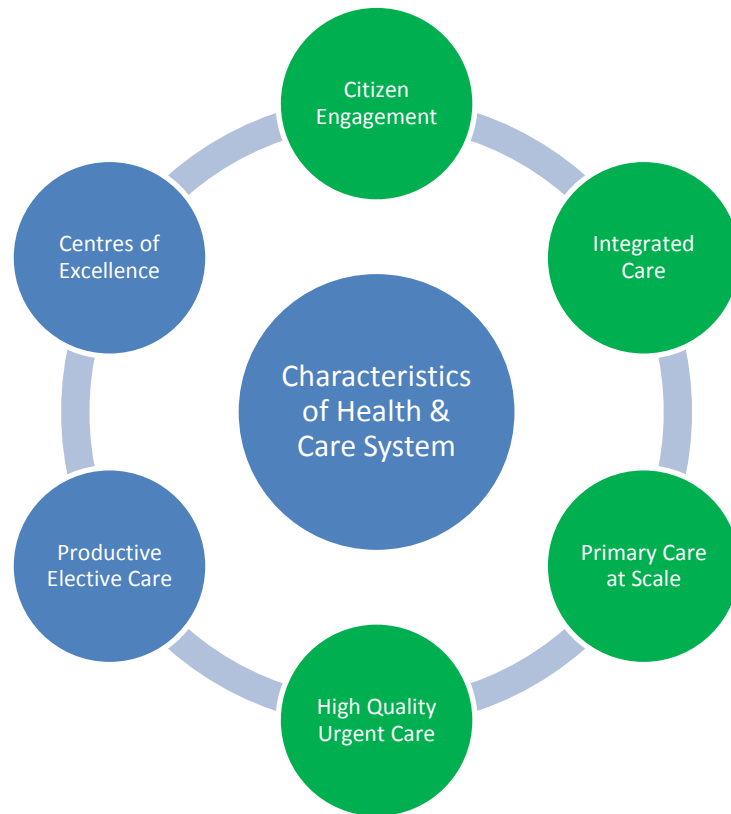 Citizen
Engagement
Centres of
Excellence
Integrated
Care
Characteristics
of Health &
Care System
Productive
Elective Care
Primary Care
at Scale
High Quality
Urgent Care